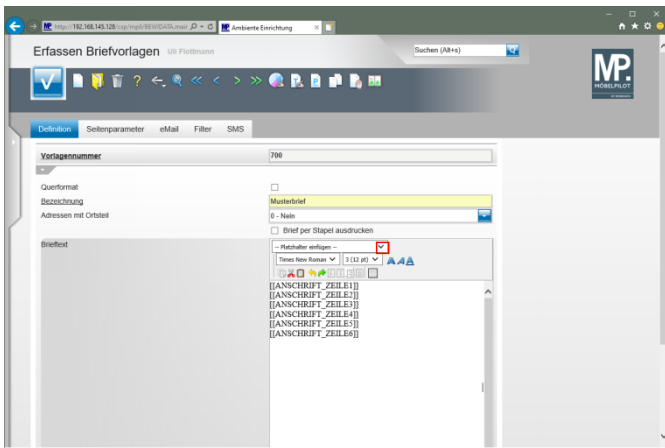 http://192.168.145.128/csp/mpli/BEWIDATA.mair
Ambiente Einrichtung
Erfassen Briefvorlagen Uli Flottmann
Suchen (Alt+s)
MP.
MÖBELPILOT
Definition Seitenparameter eMail Filter SMS
Vorlagennummer 700
Querformat
Bezeichnung Musterbrief
Adressen mit Ortsteil 0 - Nein
Brief per Stapel ausdrucken
Brieftext -- Platzhalter einfügen --
Times New Roman 3 (12 pt) A A A
[[ANSCHRIFT_ZEILE1]]
[[ANSCHRIFT_ZEILE2]]
[[ANSCHRIFT_ZEILE3]]
[[ANSCHRIFT_ZEILE4]]
[[ANSCHRIFT_ZEILE5]]
[[ANSCHRIFT_ZEILE6]]